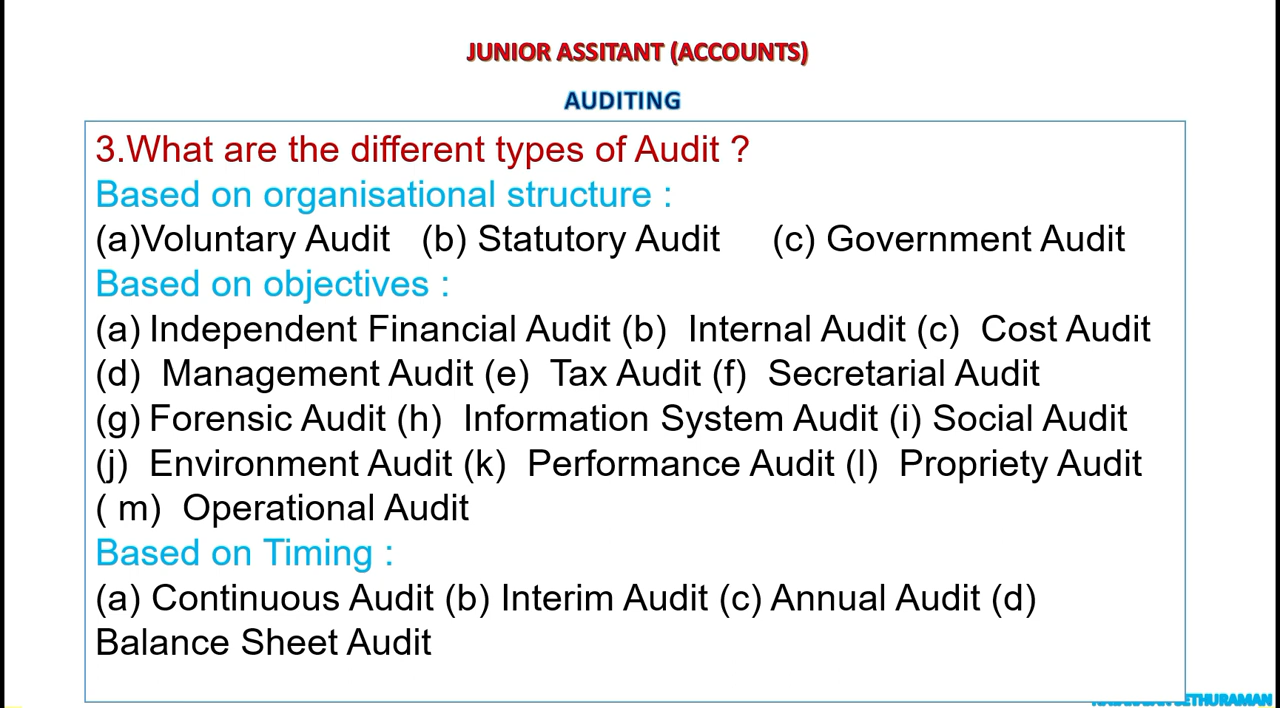 JUNIOR ASSITANT (ACCOUNTS)
AUDITING
3.What are the different types of Audit ?
Based on organisational structure :
(a)Voluntary Audit (b) Statutory Audit (c) Government Audit
Based on objectives :
(a) Independent Financial Audit (b) Internal Audit (c) Cost Audit
(d) Management Audit (e) Tax Audit (f) Secretarial Audit
(g) Forensic Audit (h) Information System Audit (i) Social Audit
(j) Environment Audit (k) Performance Audit (l) Propriety Audit
( m) Operational Audit
Based on Timing :
(a) Continuous Audit (b) Interim Audit (c) Annual Audit (d)
Balance Sheet Audit